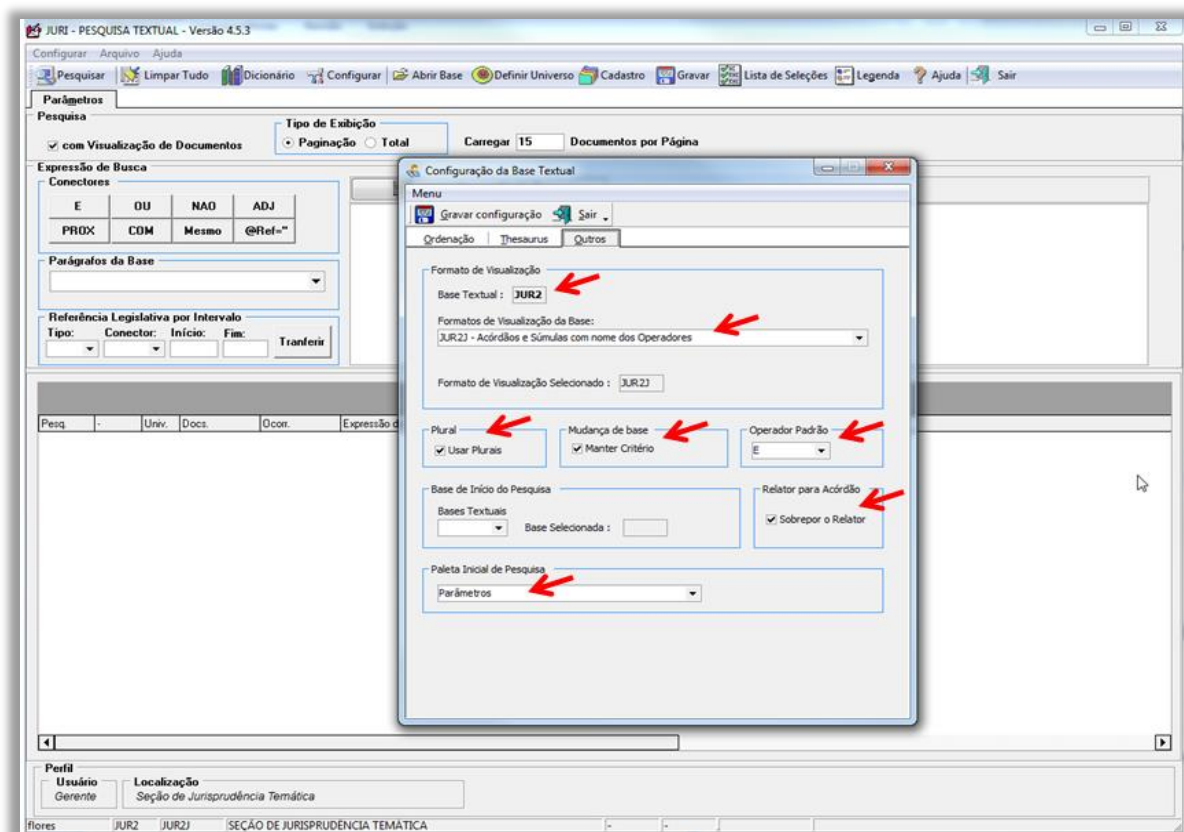 JURI - PESQUISA TEXTUAL - Versão 4.5.3
Configurar Arquivo Ajuda
Pesquisar Limpar Tudo Dicionário Configurar Abrir Base Definir Universo Cadastro Gravar Lista de Seleções Legenda Ajuda Sair
Parâmetros
Pesquisa
com Visualização de Documentos
Tipo de Exibição
Paginação Total
Carregar 15 Documentos por Página
Expressão de Busca
Conectores
E OU NAO ADJ
PROX COM Mesmo @Ref="
Parágrafos da Base
Referência Legislativa por Intervalo
Tipo: Conector: Início: Fim:
Tranferir
Pesq. - Univ. Docs. Ocorr. Expressão d
Configuração da Base Textual
Menu
Gravar configuração Sair
Ordenação Thesaurus Outros
Formato de Visualização
Base Textual : JUR2
Formatos de Visualização da Base:
JUR2J - Acórdãos e Súmulas com nome dos Operadores
Formato de Visualização Selecionado : JUR2J
Plural
Usar Plurais
Mudança de base
Manter Critério
Operador Padrão
E
Base de Início do Pesquisa
Bases Textuais
Base Selecionada :
Relator para Acórdão
Sobrepor o Relator
Paleta Inicial de Pesquisa
Parâmetros
Perfil
Usuário
Gerente
Localização
Seção de Jurisprudência Temática
flores JUR2 JUR2J SEÇÃO DE JURISPRUDÊNCIA TEMÁTICA - -